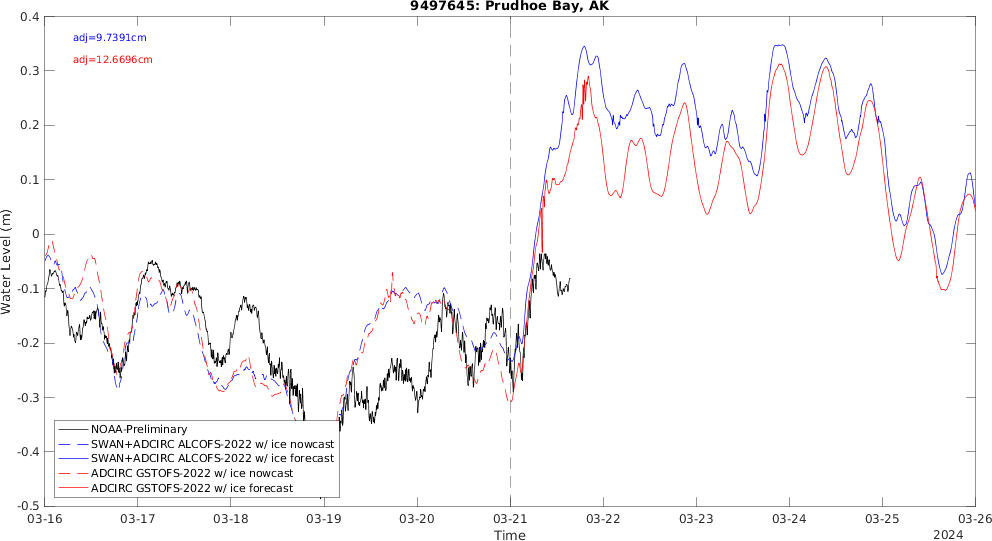 9497645: Prudhoe Bay, AK
adj=9.7391cm
adj=12.6696cm
Water Level (m)
0.4
0.3
0.2
0.1
0
-0.1
-0.2
-0.3
-0.4
-0.5
NOAA-Preliminary
SWAN+ADCIRC ALCOFS-2022 w/ ice nowcast
SWAN+ADCIRC ALCOFS-2022 w/ ice forecast
ADCIRC GSTOFS-2022 w/ ice nowcast
ADCIRC GSTOFS-2022 w/ ice forecast
03-16 03-17 03-18 03-19 03-20 03-21 03-22 03-23 03-24 03-25 03-26
Time
2024